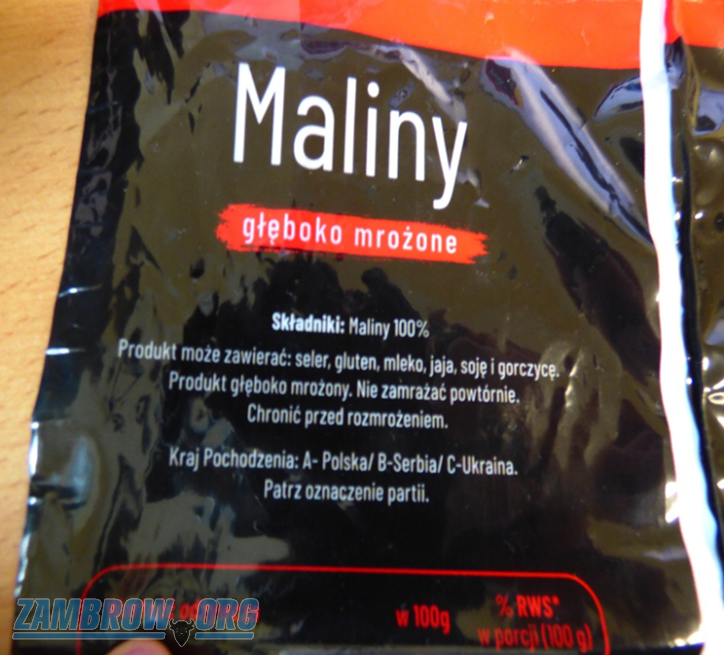 Maliny
głęboko mrożone
Składniki: Maliny 100%
Produkt może zawierać: seler, gluten, mleko, jaja, soję i gorczycę.
Produkt głęboko mrożony. Nie zamrażać powtórnie.
Chronić przed rozmrożeniem.
Kraj Pochodzenia: A- Polska/ B-Serbia/ C-Ukraina.
Patrz oznaczenie partii.
w 100g
% RWS*
w porcji (100 g)
ZAMBROW.ORG